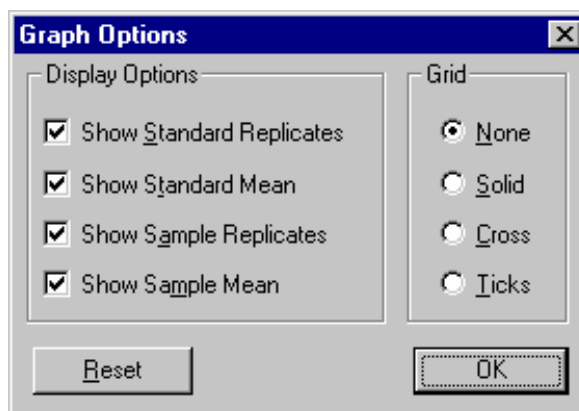 Graph Options
Display Options
Show Standard Replicates
Show Standard Mean
Show Sample Replicates
Show Sample Mean
Grid
None
Solid
Cross
Ticks
Reset
OK